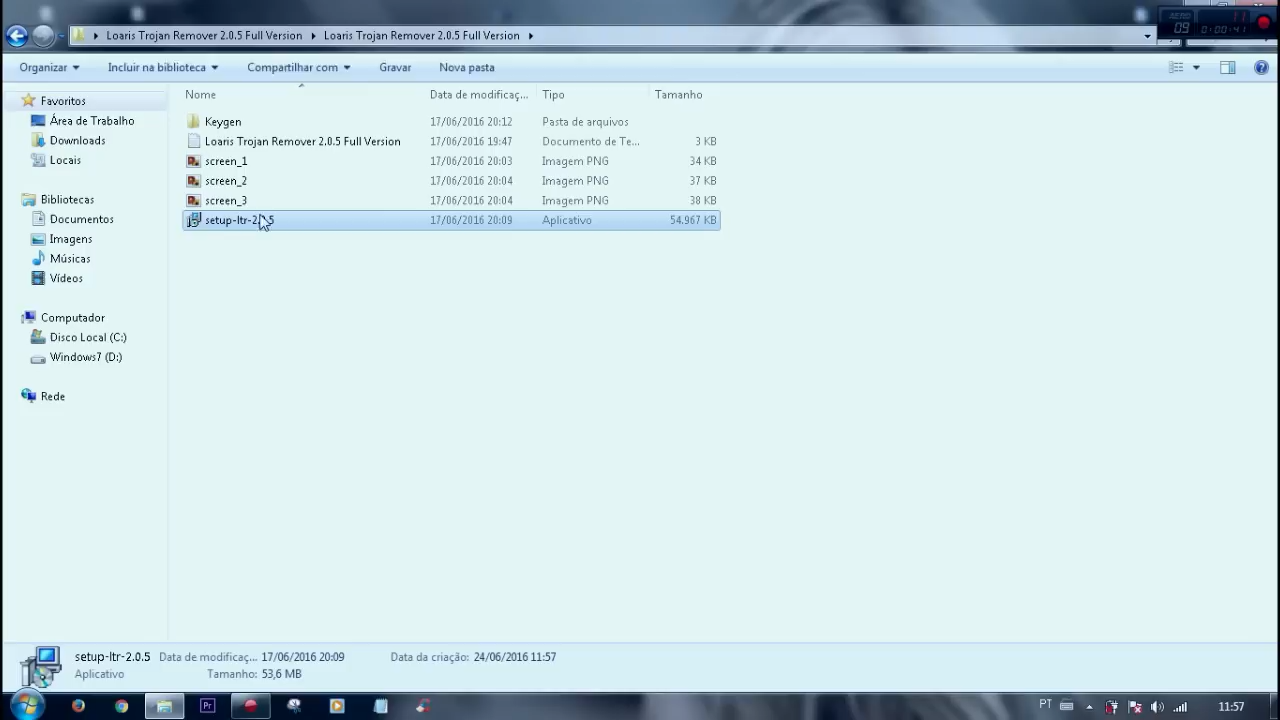 Loaris Trojan Remover 2.0.5 Full Version Loaris Trojan Remover 2.0.5 Full Version
09 0:00:41
Organizar Incluir na biblioteca Compartilhar com Gravar Nova pasta
Nome Data de modificaç... Tipo Tamanho
Favoritos
Área de Trabalho
Downloads
Locais
Bibliotecas
Documentos
Imagens
Músicas
Vídeos
Computador
Disco Local (C:)
Windows7 (D:)
Rede
Keygen 17/06/2016 20:12 Pasta de arquivos
Loaris Trojan Remover 2.0.5 Full Version 17/06/2016 19:47 Documento de Te... 3 KB
screen_1 17/06/2016 20:03 Imagem PNG 34 KB
screen_2 17/06/2016 20:04 Imagem PNG 37 KB
screen_3 17/06/2016 20:04 Imagem PNG 38 KB
setup-ltr-2.0.5 17/06/2016 20:09 Aplicativo 54.967 KB
setup-ltr-2.0.5 Data de modificaç... 17/06/2016 20:09 Data da criação: 24/06/2016 11:57
Aplicativo Tamanho: 53,6 MB
Pr PT 11:57